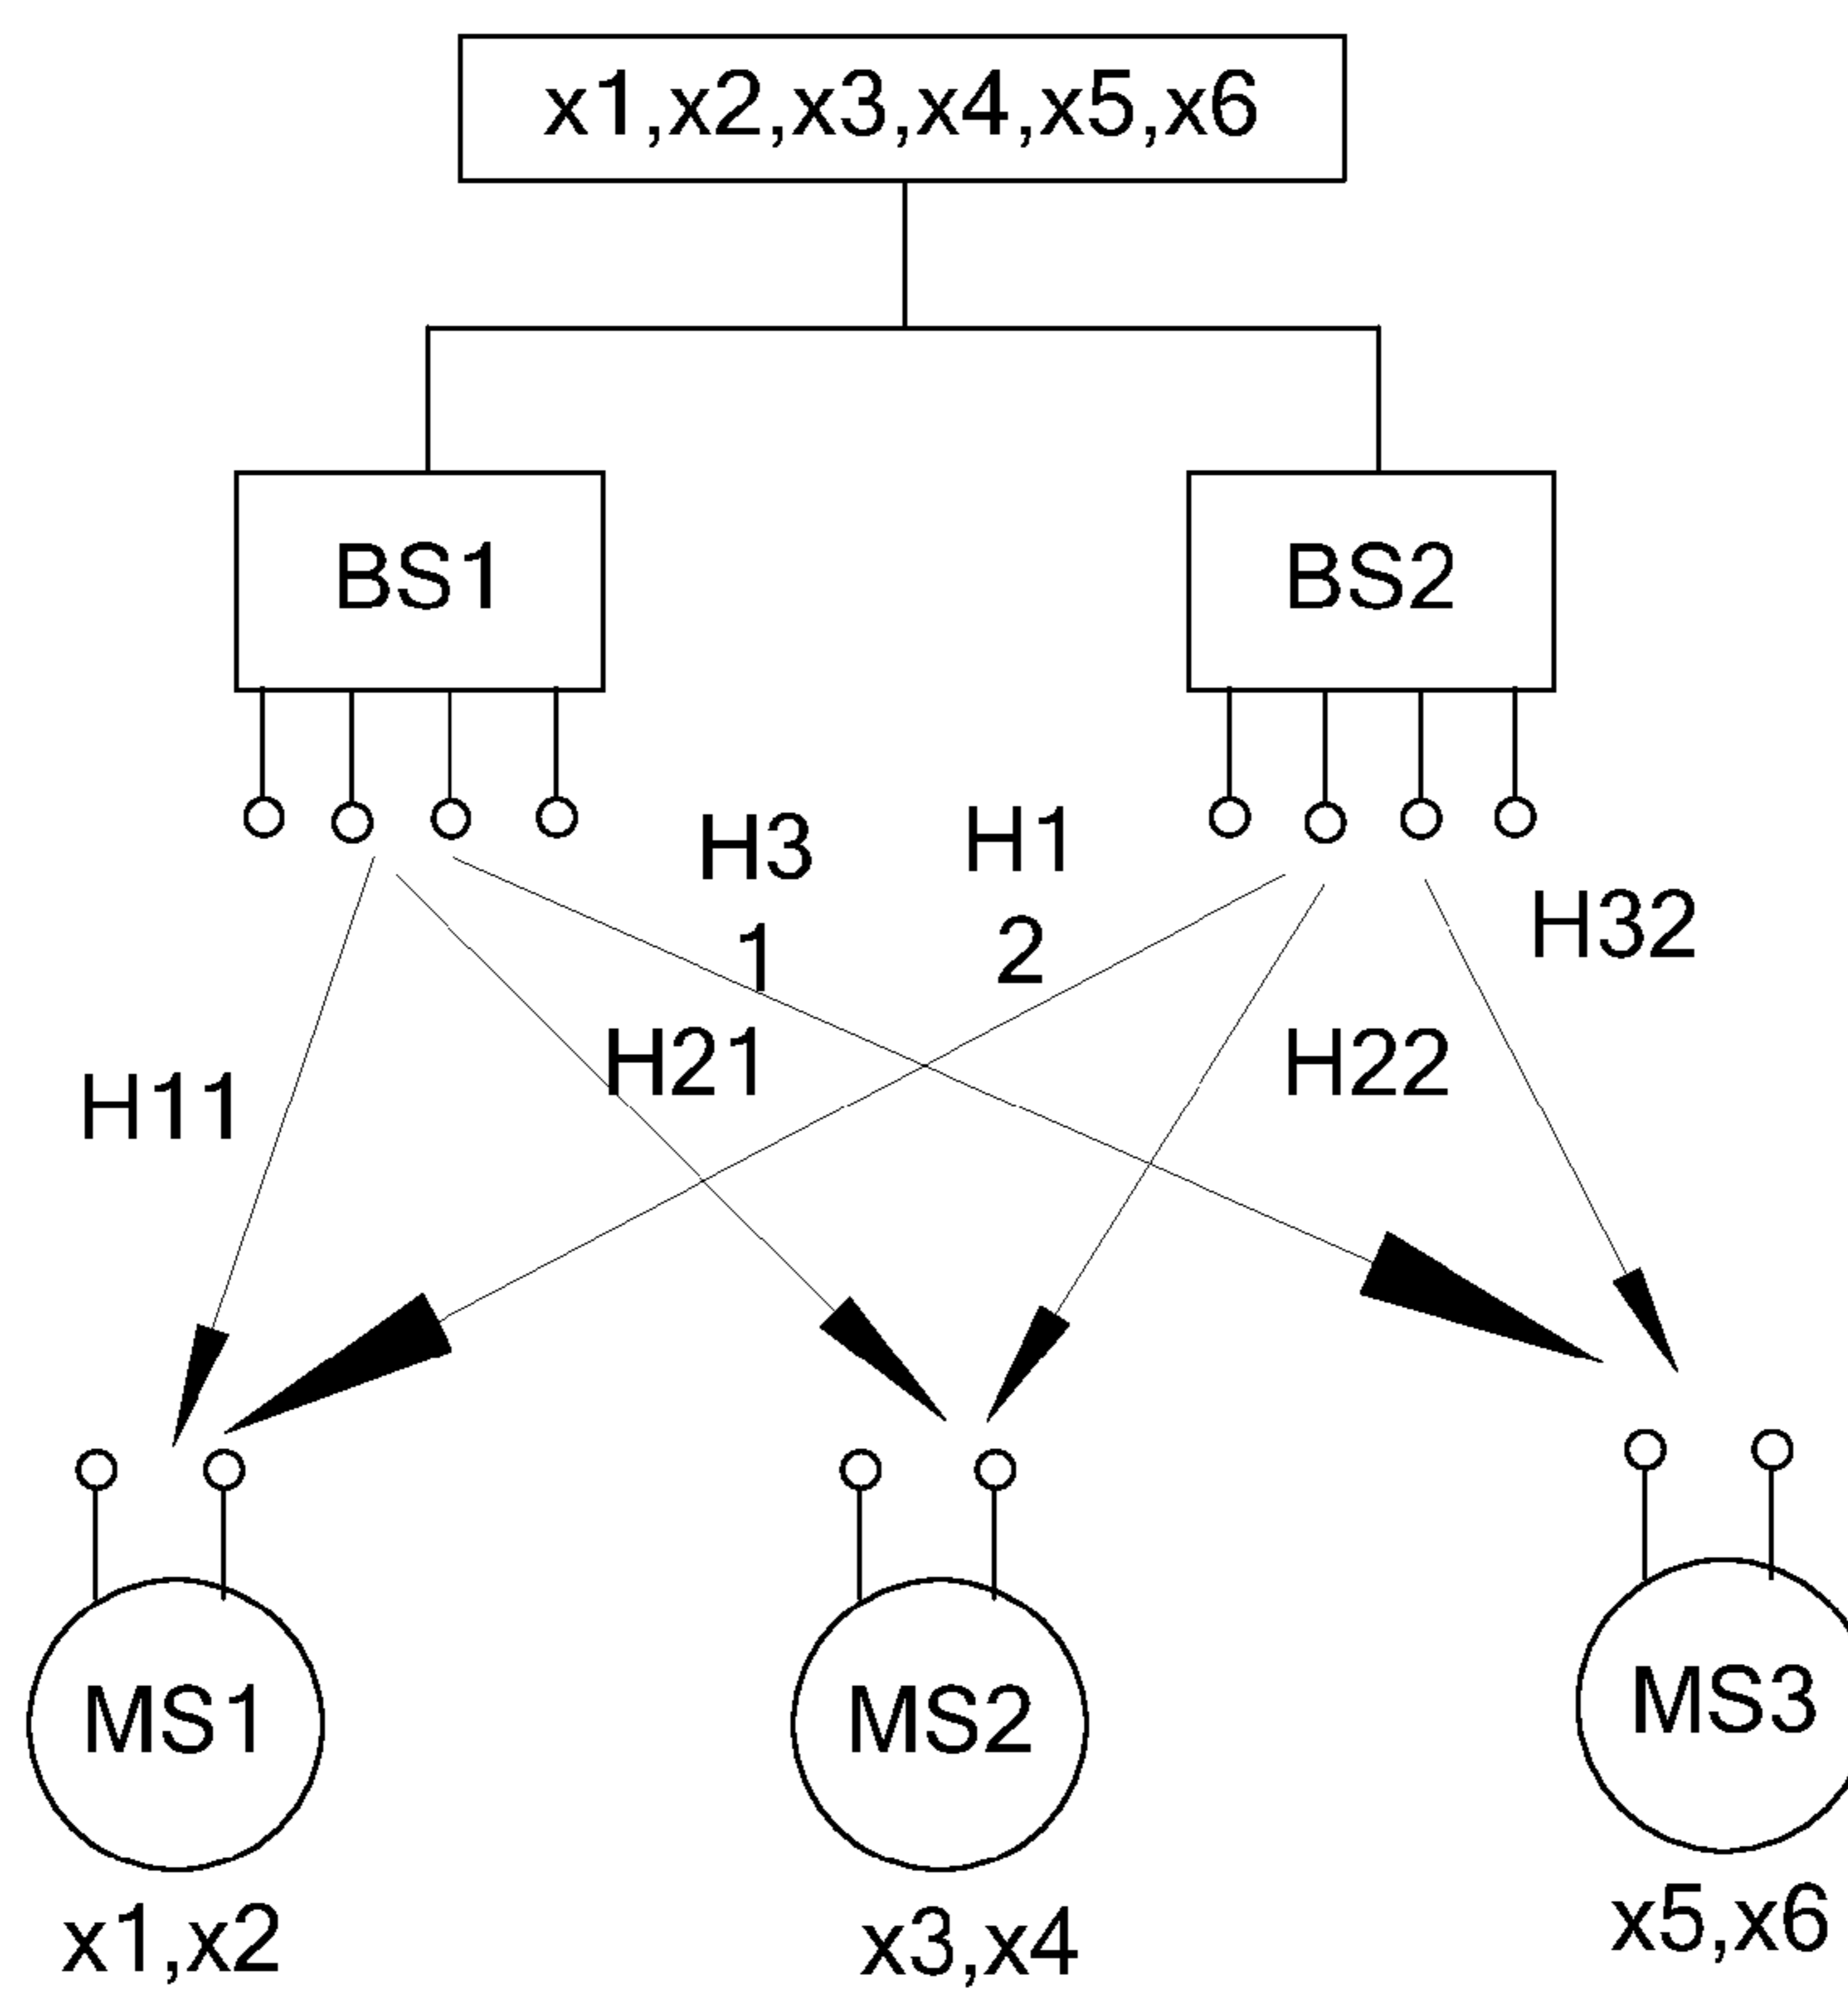 x1,x2,x3,x4,x5,x6
BS1
BS2
H3
1
H1
2
H32
H21
H22
H11
MS1
MS2
MS3
x1,x2
x3,x4
x5,x6